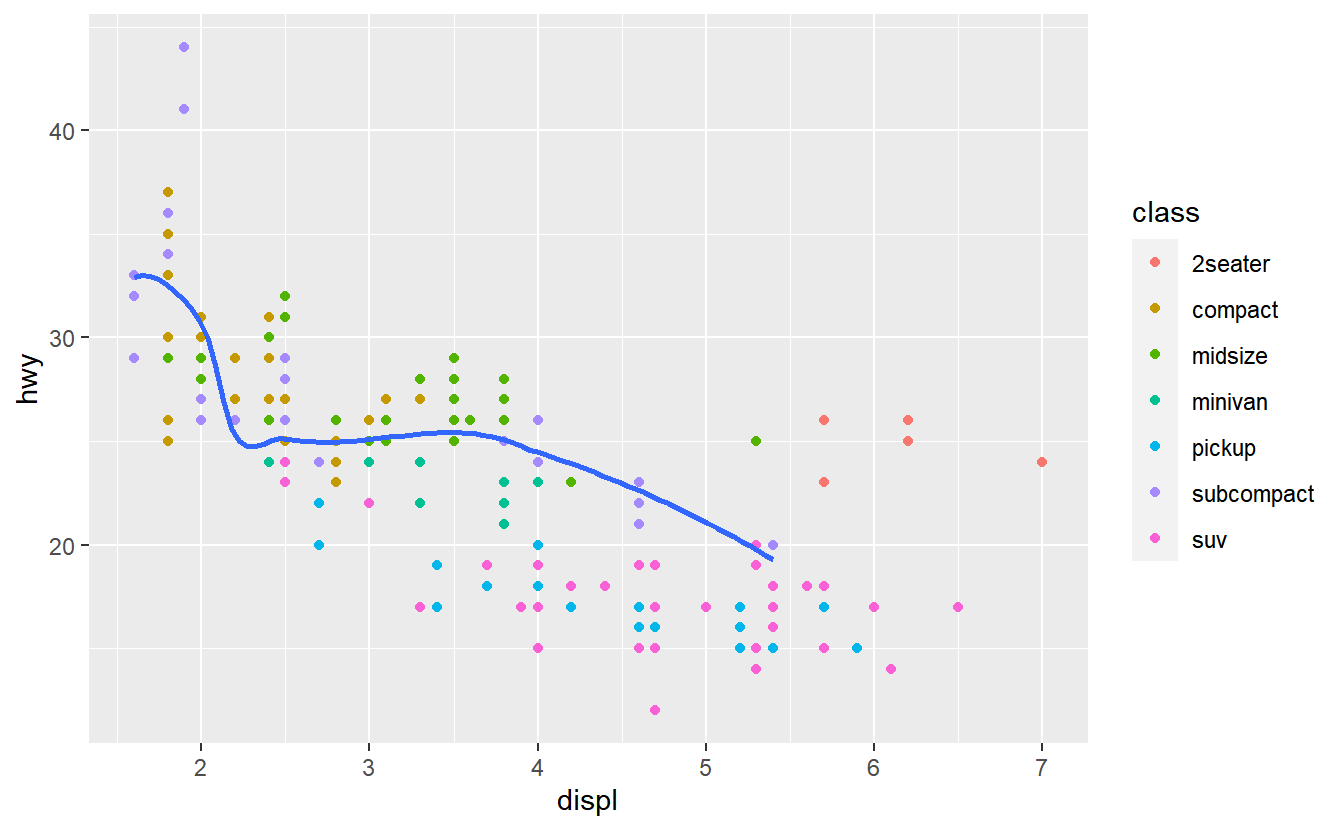 hwy
40
30
20
2 3 4 5 6 7
displ
class
2seater
compact
midsize
minivan
pickup
subcompact
suv